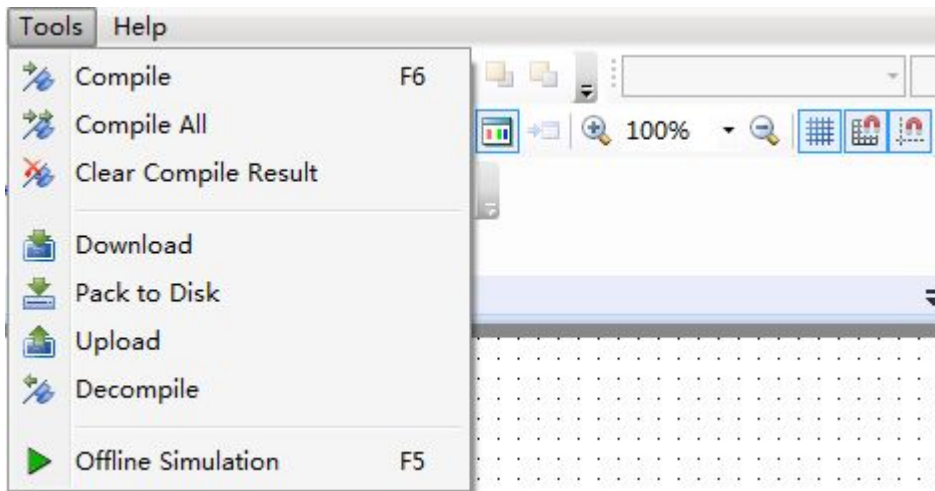 Tools Help
Compile F6
Compile All
100%
Clear Compile Result
Download
Pack to Disk
Upload
Decompile
Offline Simulation F5